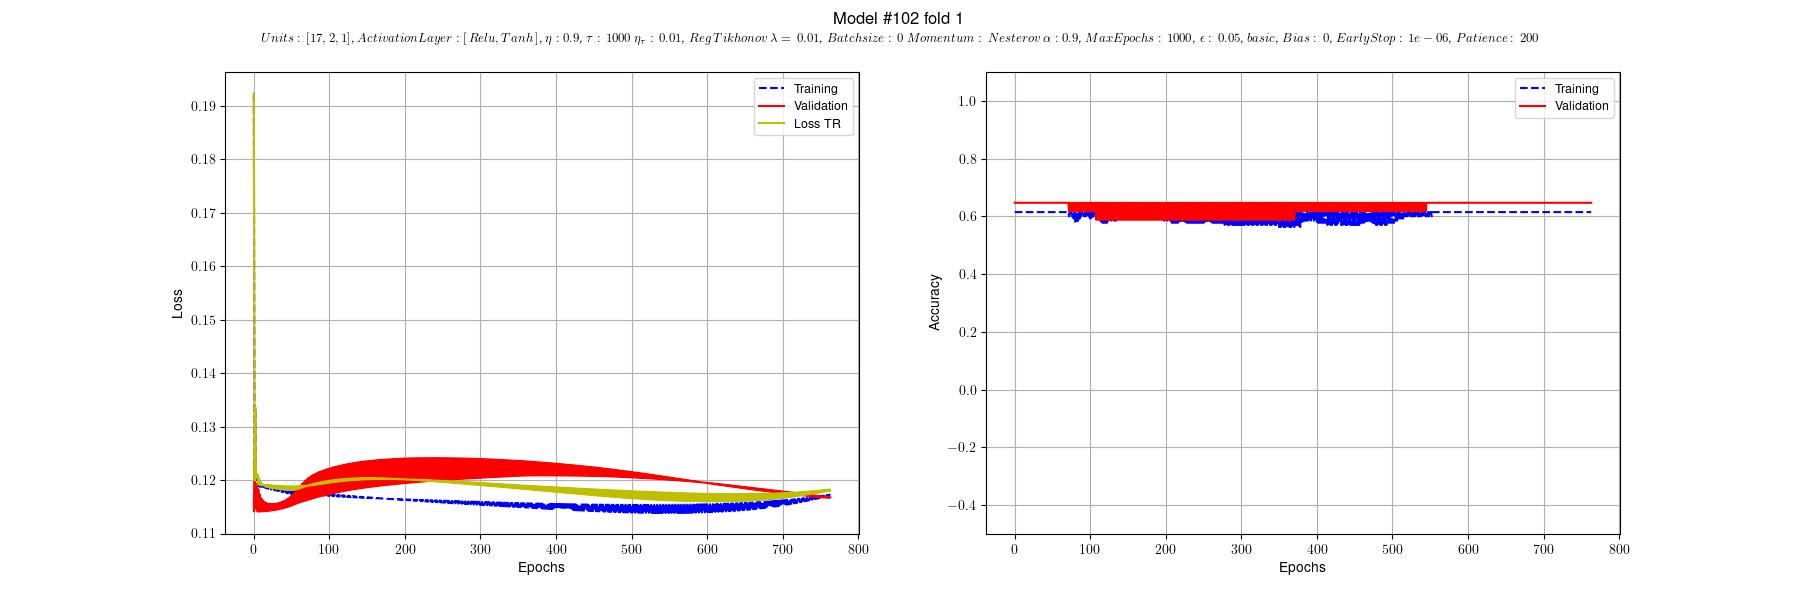 Model #102 fold 1
Units : [17, 2, 1], ActivationLayer : [ Relu, Tanh], η : 0.9, τ : 1000 η_τ : 0.01, Reg Tikhonov λ = 0.01, Batchsize : 0 Momentum : Nesterov α : 0.9, MaxEpochs : 1000, ϵ : 0.05, basic, Bias : 0, EarlyStop : 1e − 06, Patience : 200
Training
Validation
Loss TR
0.19
0.18
0.17
0.16
0.15
0.14
0.13
0.12
0.11
Loss
0 100 200 300 400 500 600 700 800
Epochs
Training
Validation
1.0
0.8
0.6
0.4
0.2
0.0
−0.2
−0.4
Accuracy
0 100 200 300 400 500 600 700 800
Epochs